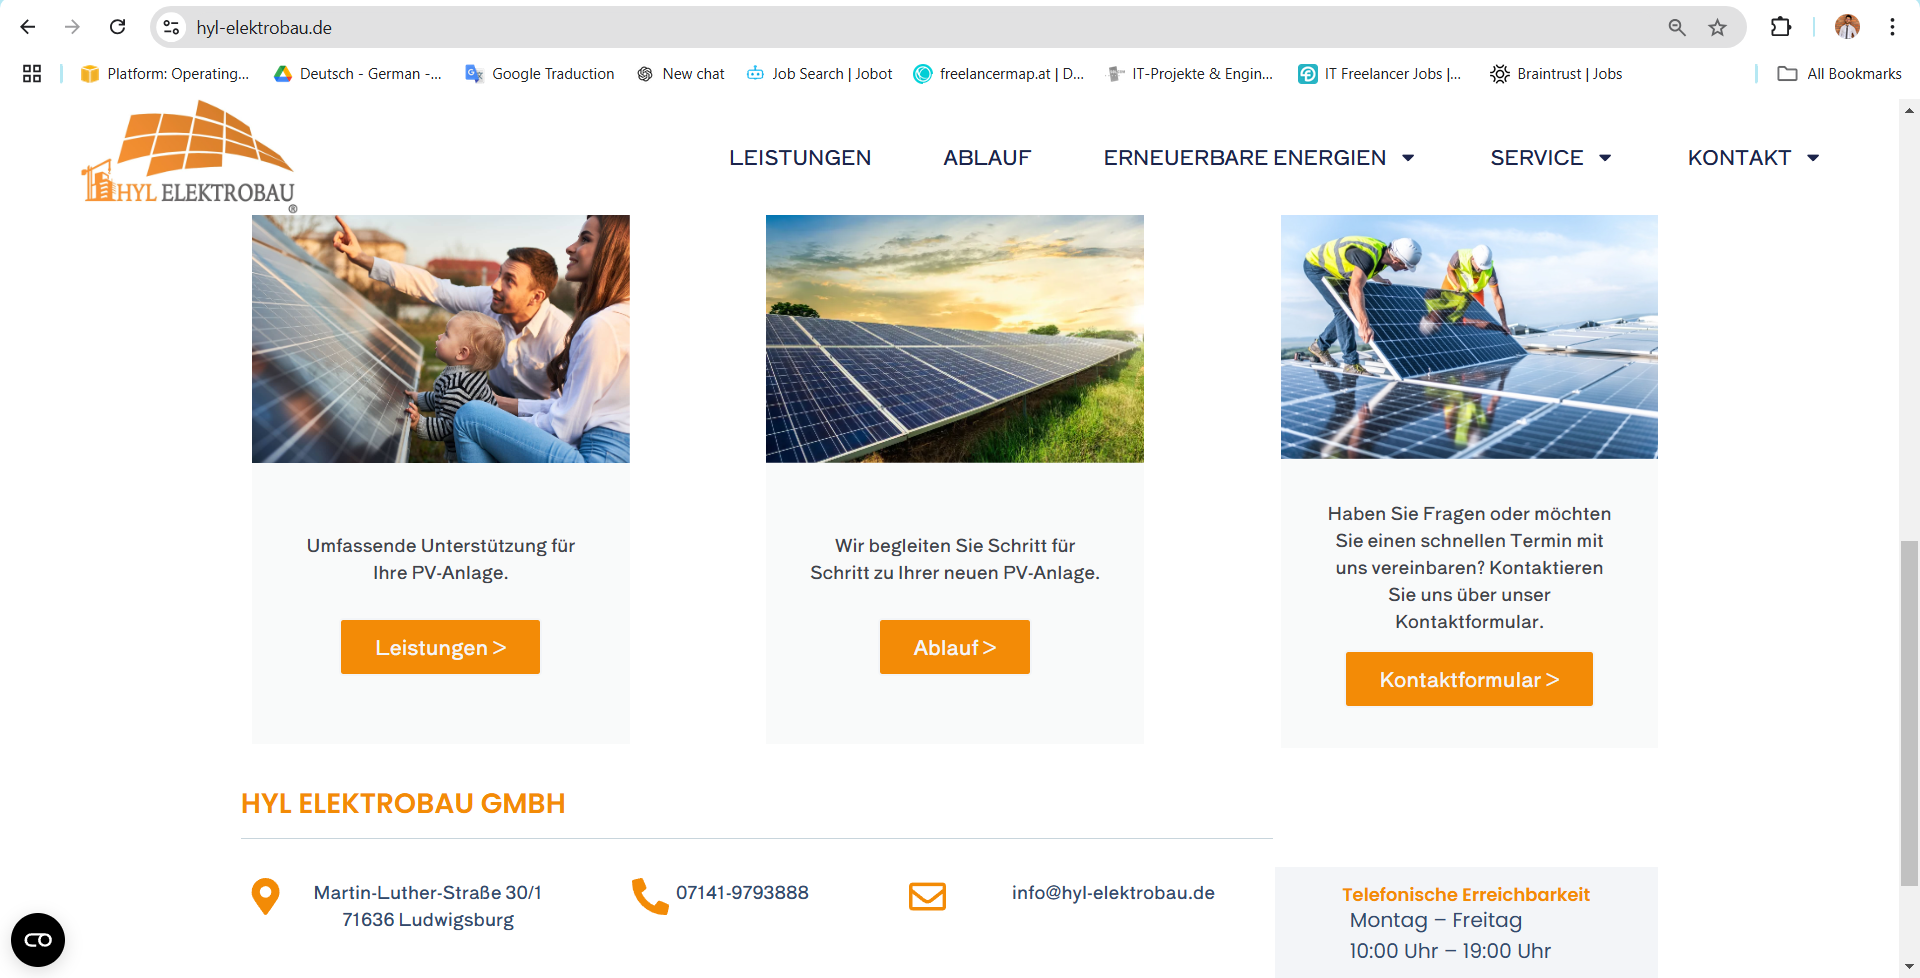 hyl-elektrobau.de
Platform: Operating...
Deutsch - German -...
Google Traduction
New chat
Job Search | Jobot
freelancermap.at | D...
IT-Projekte & Engin...
IT Freelancer Jobs |...
Braintrust | Jobs
All Bookmarks
HYL ELEKTROBAU ®
LEISTUNGEN
ABLAUF
ERNEUERBARE ENERGIEN
SERVICE
KONTAKT
Umfassende Unterstützung für
Ihre PV-Anlage.
Leistungen >
Wir begleiten Sie Schritt für
Schritt zu Ihrer neuen PV-Anlage.
Ablauf >
Haben Sie Fragen oder möchten
Sie einen schnellen Termin mit
uns vereinbaren? Kontaktieren
Sie uns über unser
Kontaktformular.
Kontaktformular >
HYL ELEKTROBAU GMBH
Martin-Luther-Straße 30/1
71636 Ludwigsburg
07141-9793888
info@hyl-elektrobau.de
Telefonische Erreichbarkeit
Montag – Freitag
10:00 Uhr – 19:00 Uhr